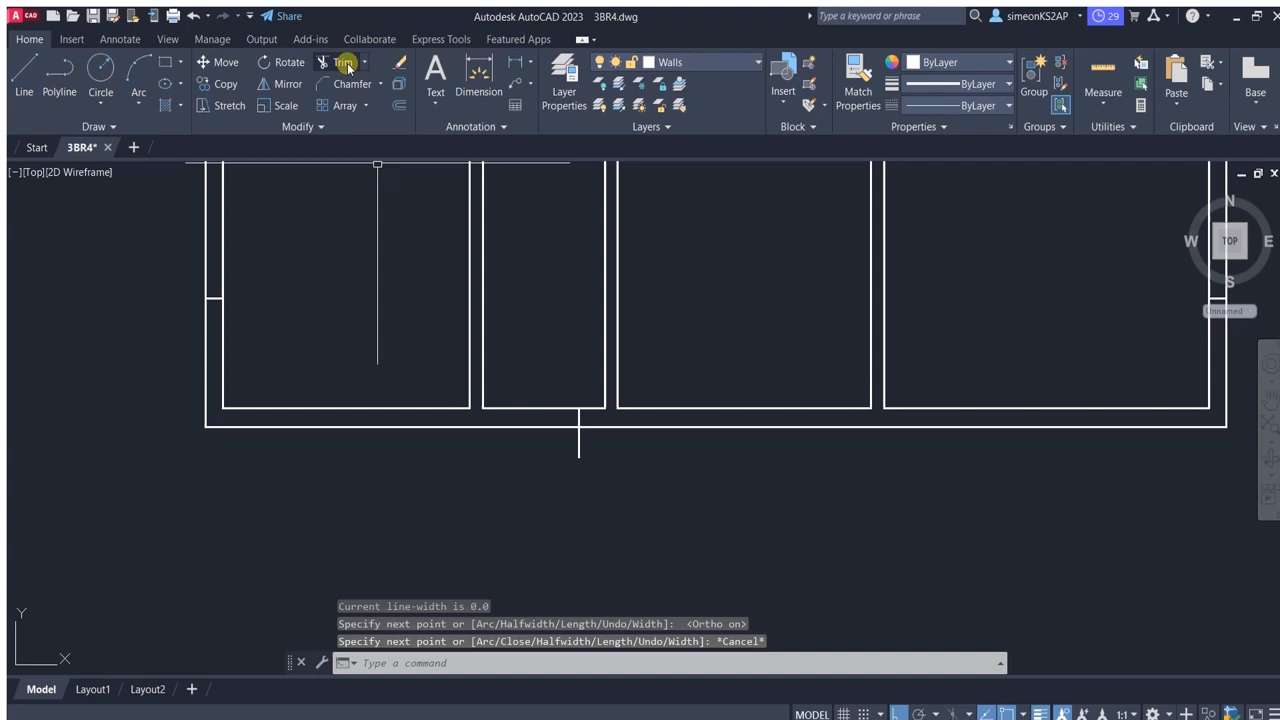 A CAD Share Autodesk AutoCAD 2023 3BR4.dwg Type a keyword or phrase simeonKS2AP 29
Home Insert Annotate View Manage Output Add-ins Collaborate Express Tools Featured Apps
Line Polyline Circle Arc
Move Rotate Trim
Copy Mirror Chamfer
Stretch Scale Array
Text Dimension
Layer Properties
Walls
Insert
Match Properties
ByLayer
ByLayer
ByLayer
Group
Measure
Paste
Base
Draw Modify Annotation Layers Block Properties Groups Utilities Clipboard View
Start 3BR4*
[−][Top][2D Wireframe]
N
W TOP E
S
Unnamed
Y
X
Current line-width is 0.0
Specify next point or [Arc/Halfwidth/Length/Undo/Width]: <Ortho on>
Specify next point or [Arc/Close/Halfwidth/Length/Undo/Width]: *Cancel*
Type a command
Model Layout1 Layout2
MODEL 1:1